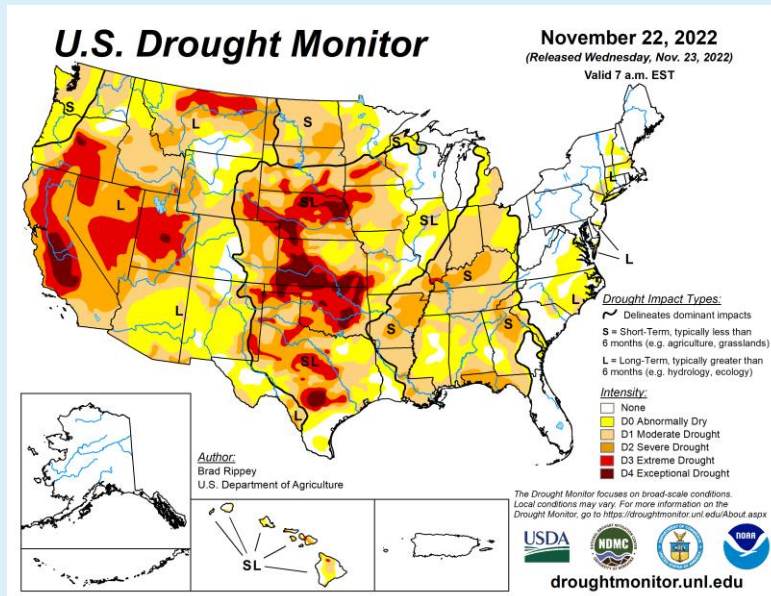 U.S. Drought Monitor
November 22, 2022
(Released Wednesday, Nov. 23, 2022)
Valid 7 a.m. EST
S
L
S
S
L
SL
SL
L
L
S
L
S
S
L
SL
L
Drought Impact Types:
Delineates dominant impacts
S = Short-Term, typically less than
6 months (e.g. agriculture, grasslands)
L = Long-Term, typically greater than
6 months (e.g. hydrology, ecology)
Intensity:
None
D0 Abnormally Dry
D1 Moderate Drought
D2 Severe Drought
D3 Extreme Drought
D4 Exceptional Drought
Author:
Brad Rippey
U.S. Department of Agriculture
SL
The Drought Monitor focuses on broad-scale conditions.
Local conditions may vary. For more information on the
Drought Monitor, go to https://droughtmonitor.unl.edu/About.aspx
USDA
NDMC
NOAA
droughtmonitor.unl.edu